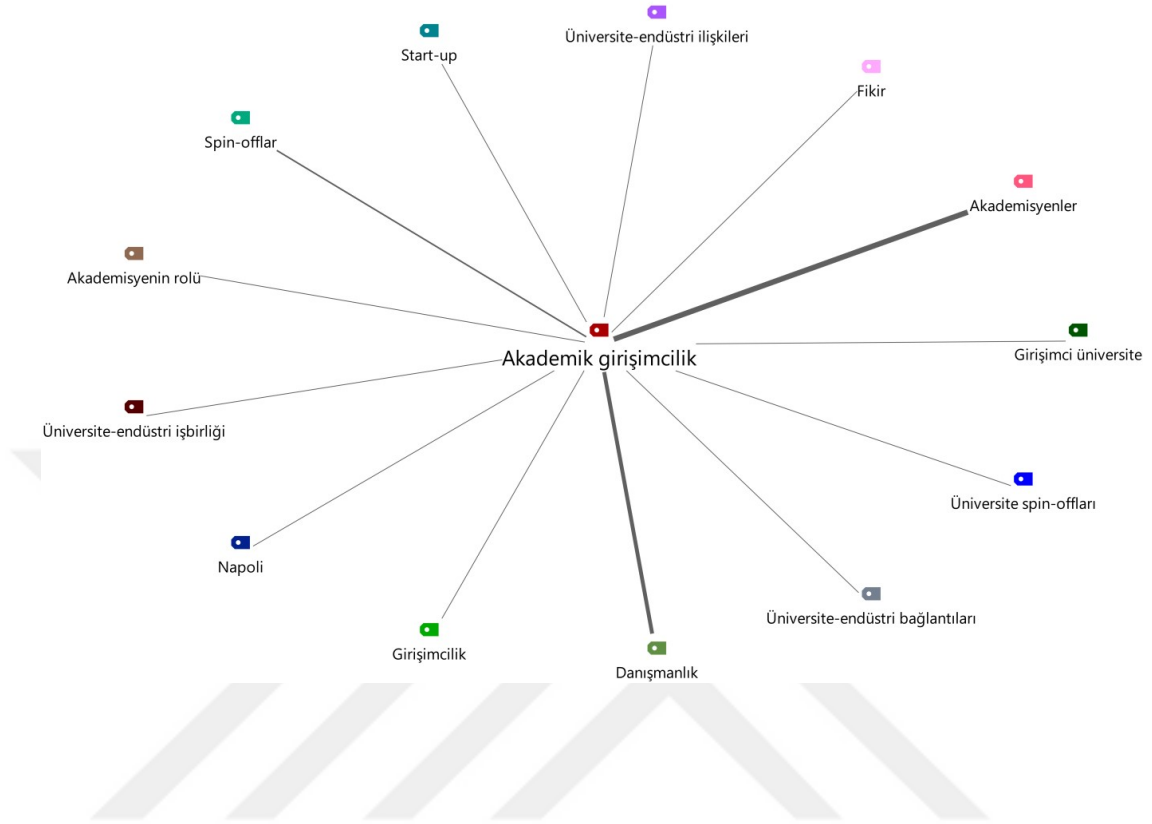 Üniversite-endüstri ilişkileri
Start-up
Fikir
Spin-offlar
Akademisyenler
Akademisyenin rolü
Akademik girişimcilik
Girişimci üniversite
Üniversite-endüstri işbirliği
Üniversite spin-offları
Napoli
Üniversite-endüstri bağlantıları
Girişimcilik
Danışmanlık